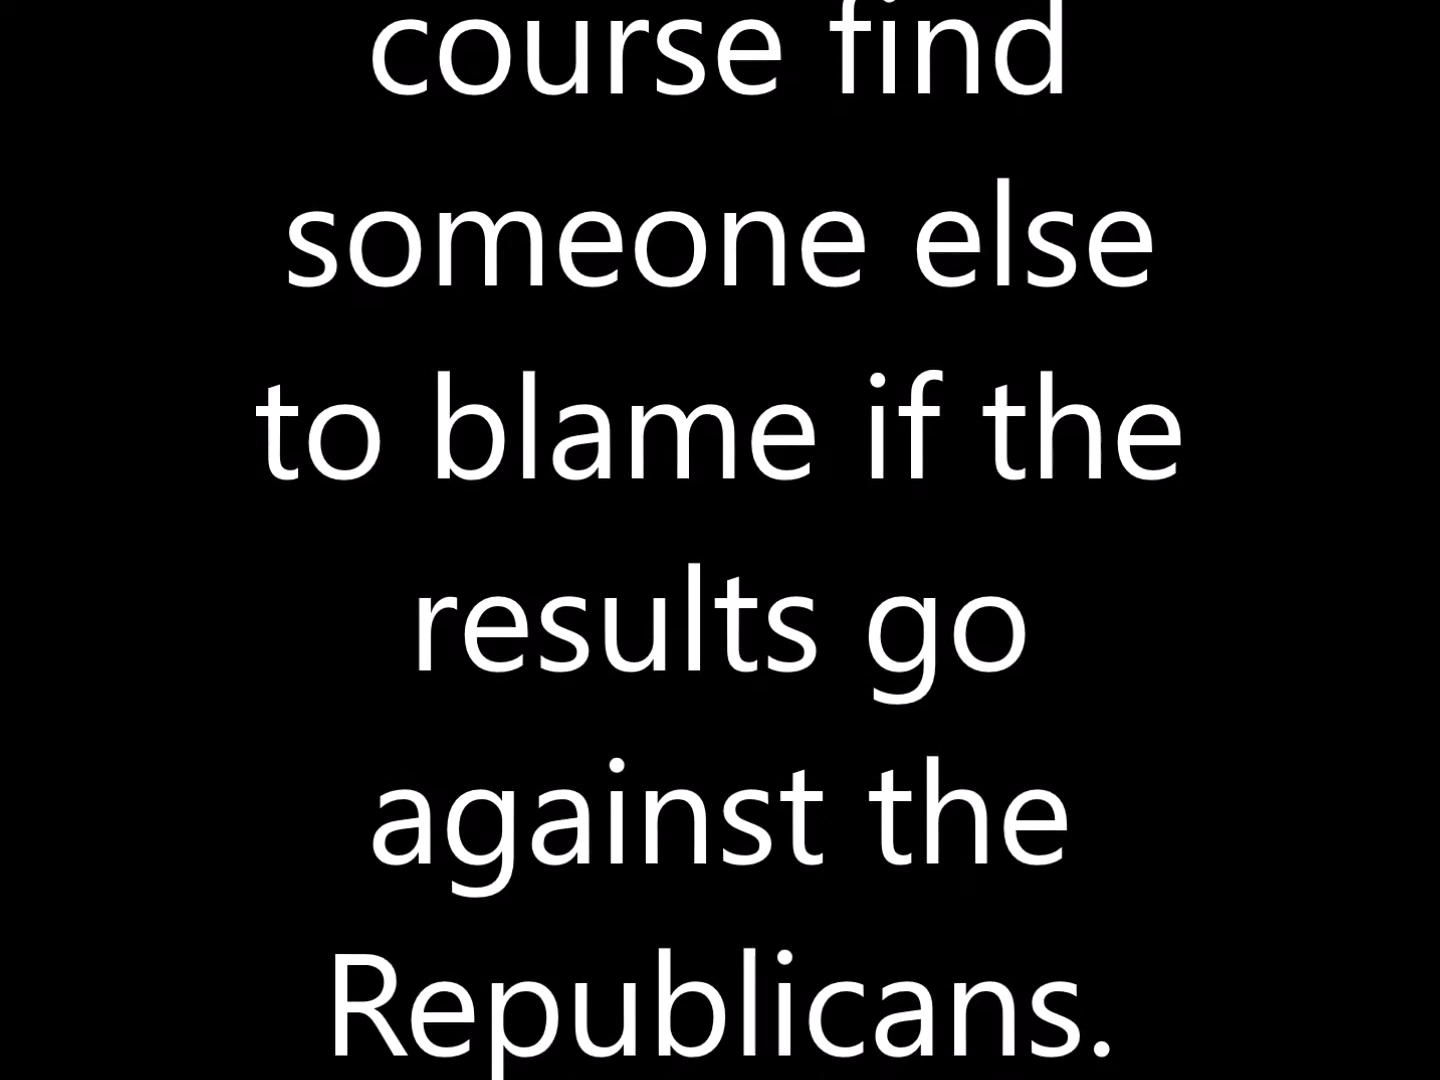 course find
someone else
to blame if the
results go
against the
Republicans.